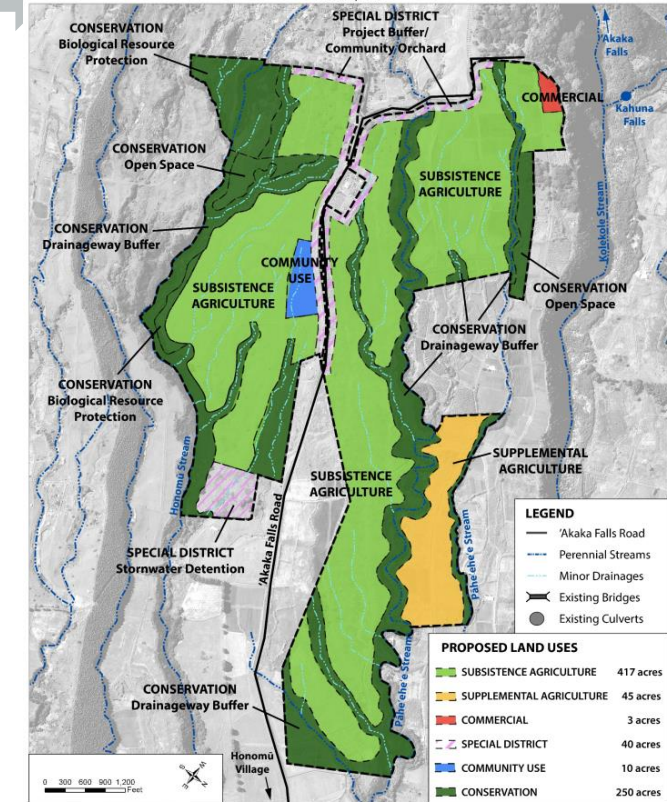 CONSERVATION
Biological Resource
Protection
SPECIAL DISTRICT
Project Buffer/
Community Orchard
'Akaka
Falls
COMMERCIAL
Kahuna
Falls
CONSERVATION
Open Space
SUBSISTENCE
AGRICULTURE
CONSERVATION
Drainageway Buffer
Kolekole Stream
COMMUNITY
USE
SUBSISTENCE
AGRICULTURE
CONSERVATION
Open Space
CONSERVATION
Drainageway Buffer
CONSERVATION
Biological Resource
Protection
Honomū Stream
SUBSISTENCE
AGRICULTURE
SUPPLEMENTAL
AGRICULTURE
'Akaka Falls Road
SPECIAL DISTRICT
Stornwater Detention
Pāhe'ehe'e Stream
LEGEND
'Akaka Falls Road
Perennial Streams
Minor Drainages
Existing Bridges
Existing Culverts
CONSERVATION
Drainageway Buffer
Pāhe'ehe'e Stream
Honomū
Village
PROPOSED LAND USES
SUBSISTENCE AGRICULTURE 417 acres
SUPPLEMENTAL AGRICULTURE 45 acres
COMMERCIAL 3 acres
SPECIAL DISTRICT 40 acres
COMMUNITY USE 10 acres
CONSERVATION 250 acres
0 300 600 900 1,200
Feet
N
E
S
W